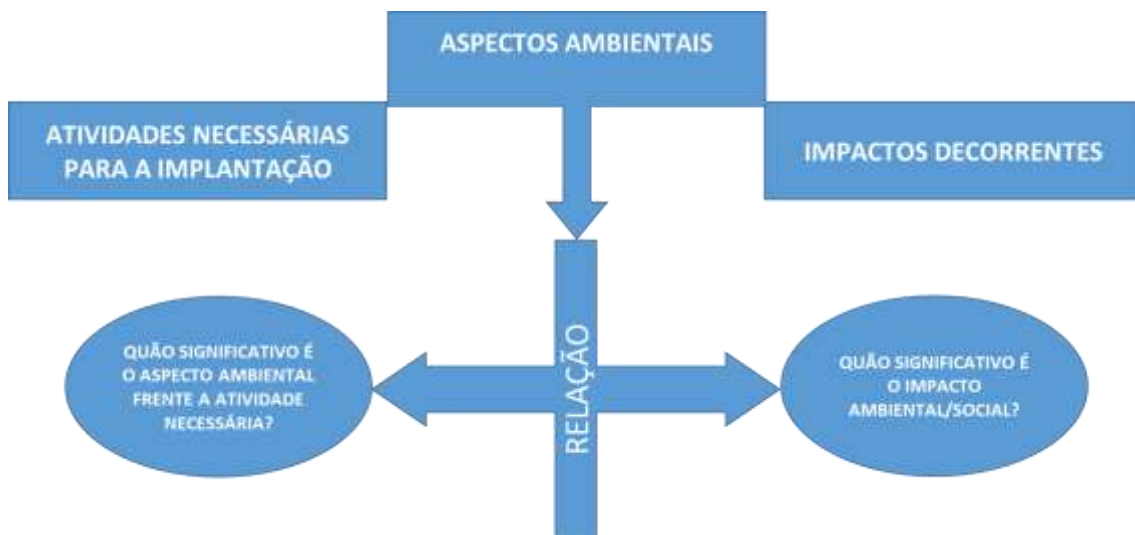 ASPECTOS AMBIENTAIS
ATIVIDADES NECESSÁRIAS
PARA A IMPLANTAÇÃO
IMPACTOS DECORRENTES
RELAÇÃO
QUÃO SIGNIFICATIVO É
O ASPECTO AMBIENTAL
FRENTE A ATIVIDADE
NECESSÁRIA?
QUÃO SIGNIFICATIVO É
O IMPACTO
AMBIENTAL/SOCIAL?